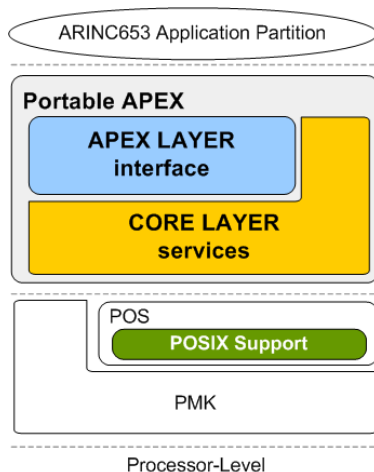 ARINC653 Application Partition
Portable APEX
APEX LAYER
interface
CORE LAYER
services
POS
POSIX Support
PMK
Processor-Level